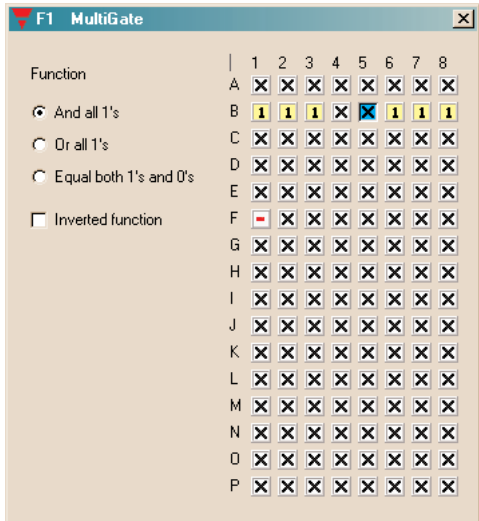 F1 MultiGate
Function
And all 1's
Or all 1's
Equal both 1's and 0's
Inverted function
1 2 3 4 5 6 7 8
A X X X X X X X X
B 1 1 1 X X 1 1 1
C X X X X X X X X
D X X X X X X X X
E X X X X X X X X
F - X X X X X X X
G X X X X X X X X
H X X X X X X X X
I X X X X X X X X
J X X X X X X X X
K X X X X X X X X
L X X X X X X X X
M X X X X X X X X
N X X X X X X X X
O X X X X X X X X
P X X X X X X X X